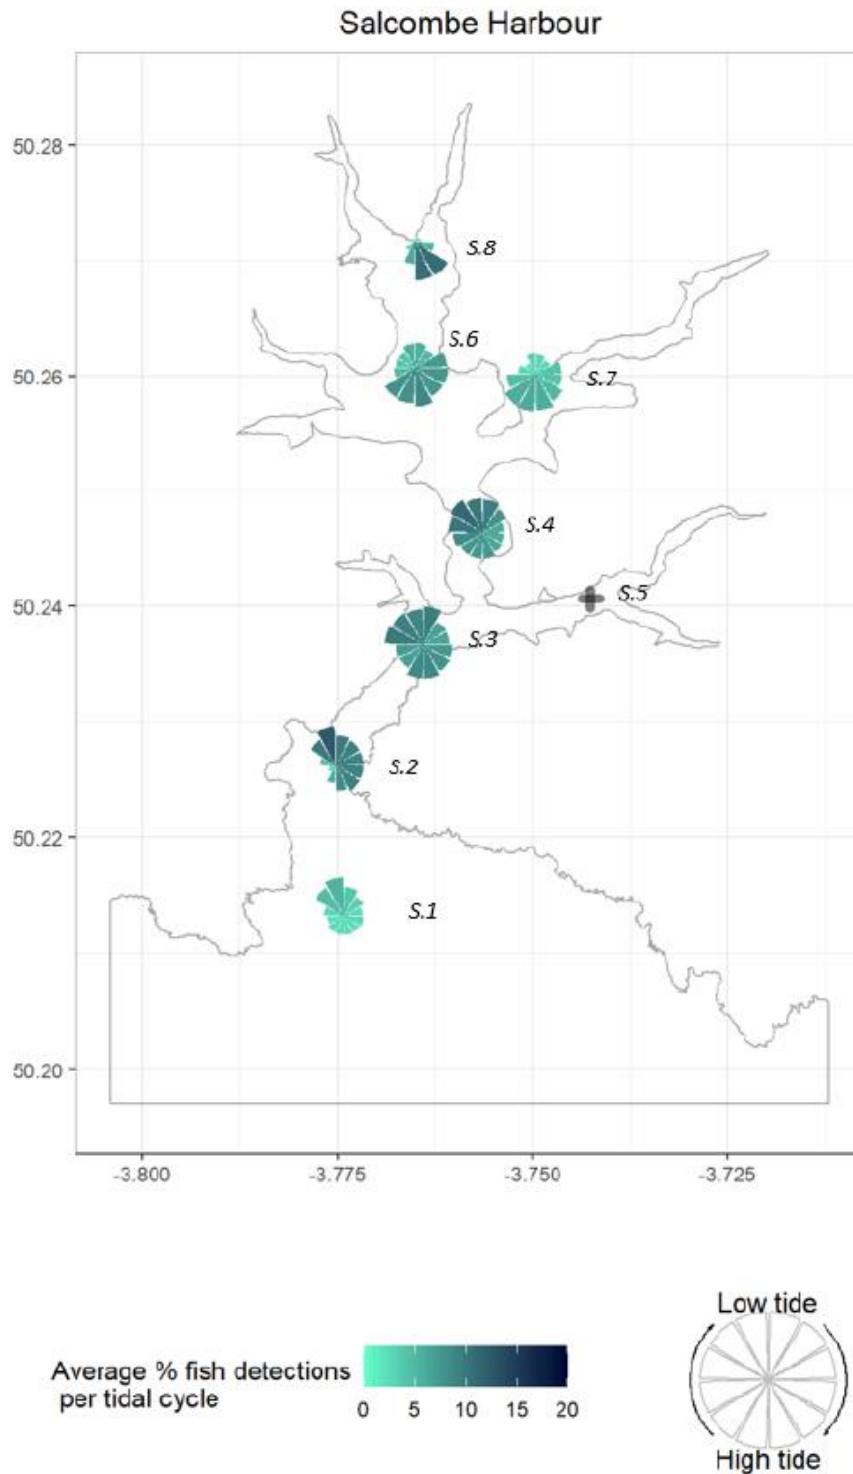 Salcombe Harbour
50.28
S.8
S.6
50.26
S.7
S.4
50.24
S.5
S.3
S.2
50.22
S.1
50.20
-3.800 -3.775 -3.750 -3.725
Low tide
Average % fish detections
per tidal cycle
0 5 10 15 20
High tide